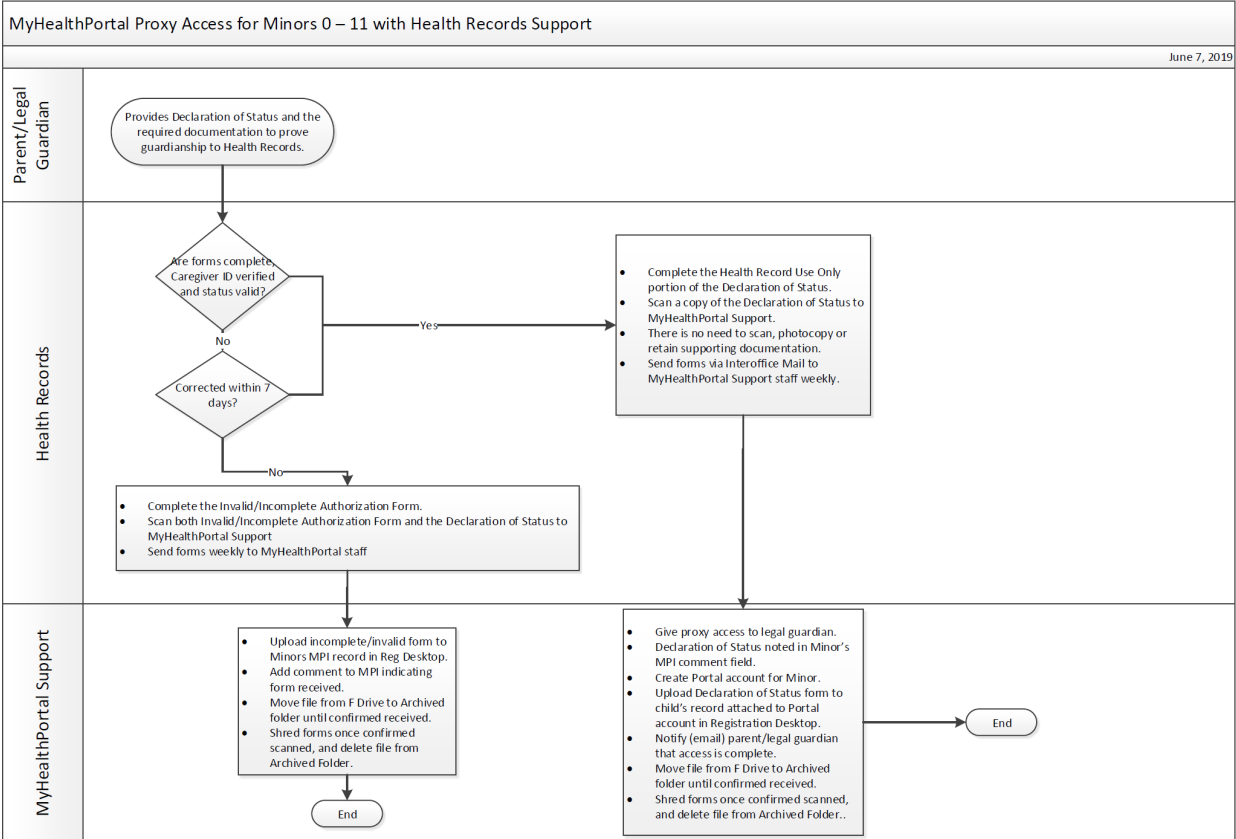 MyHealthPortal Proxy Access for Minors 0 – 11 with Health Records Support
June 7, 2019
Parent/Legal
Guardian
Provides Declaration of Status and the
required documentation to prove
guardianship to Health Records.
Health Records
Are forms complete,
Caregiver ID verified
and status valid?
No
Yes
Corrected within 7
days?
No
• Complete the Health Record Use Only
portion of the Declaration of Status.
• Scan a copy of the Declaration of Status to
MyHealthPortal Support.
• There is no need to scan, photocopy or
retain supporting documentation.
• Send forms via Interoffice Mail to
MyHealthPortal Support staff weekly.
• Complete the Invalid/Incomplete Authorization Form.
• Scan both Invalid/Incomplete Authorization Form and the Declaration of Status to
MyHealthPortal Support
• Send forms weekly to MyHealthPortal staff
MyHealthPortal Support
• Upload incomplete/invalid form to
Minors MPI record in Reg Desktop.
• Add comment to MPI indicating
form received.
• Move file from F Drive to Archived
folder until confirmed received.
• Shred forms once confirmed
scanned, and delete file from
Archived Folder.
End
• Give proxy access to legal guardian.
• Declaration of Status noted in Minor's
MPI comment field.
• Create Portal account for Minor.
• Upload Declaration of Status form to
child's record attached to Portal
account in Registration Desktop.
• Notify (email) parent/legal guardian
that access is complete.
• Move file from F Drive to Archived
folder until confirmed received.
• Shred forms once confirmed scanned,
and delete file from Archived Folder..
End